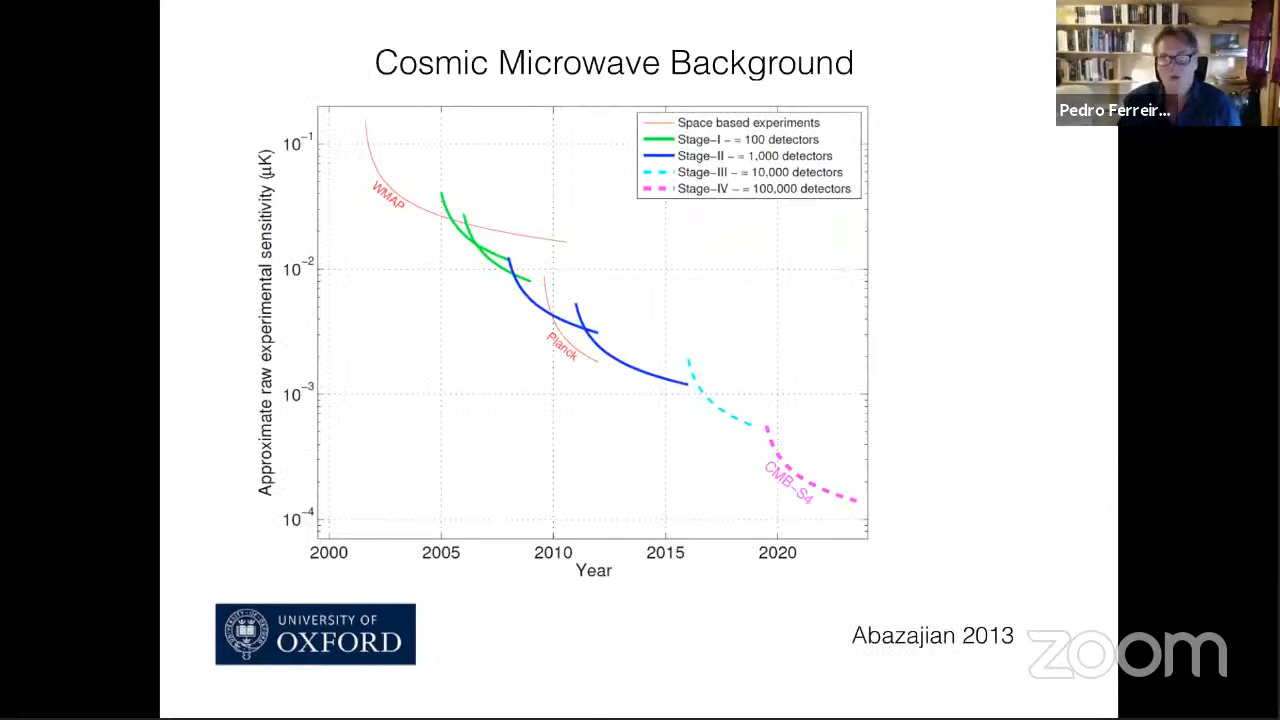 Cosmic Microwave Background
Pedro Ferreir...
Space based experiments
Stage-I - ≈ 100 detectors
Stage-II - ≈ 1,000 detectors
Stage-III - ≈ 10,000 detectors
Stage-IV - ≈ 100,000 detectors
Approximate raw experimental sensitivity (μK)
10⁻¹
10⁻²
10⁻³
10⁻⁴
WMAP
Planck
CMB-S4
2000 2005 2010 2015 2020
Year
UNIVERSITY OF
OXFORD
Abazajian 2013
zoom